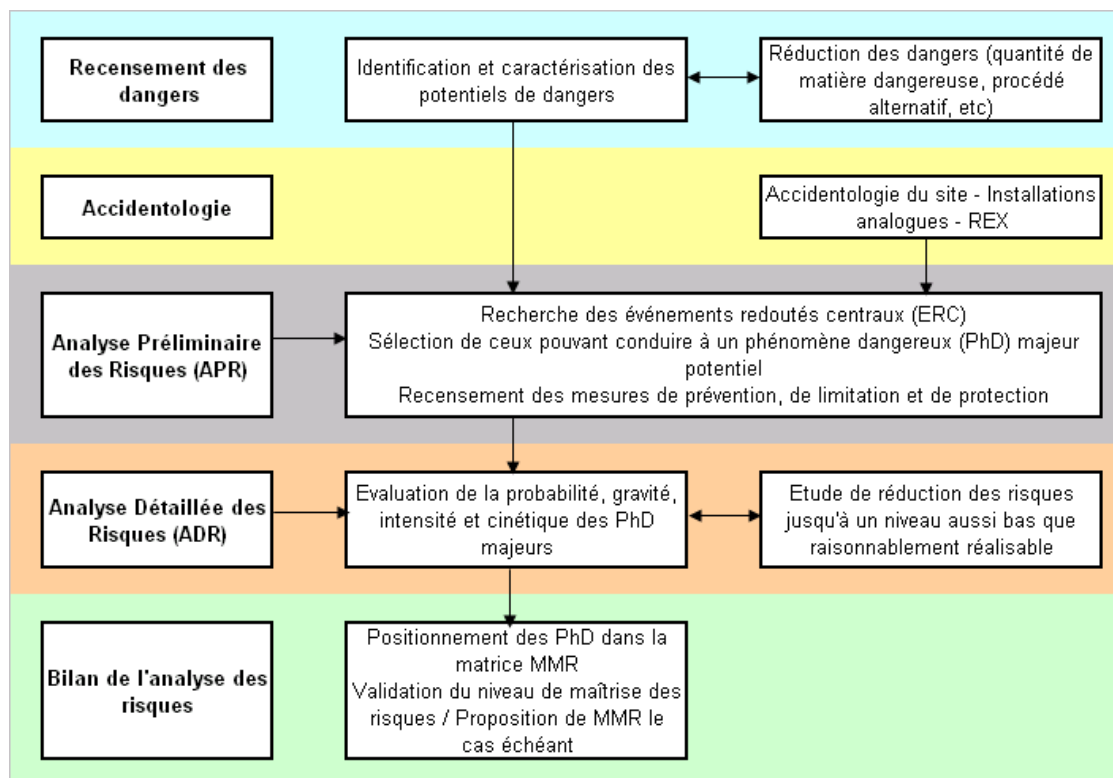 Recensement des
dangers
Identification et caractérisation des
potentiels de dangers
Réduction des dangers (quantité de
matière dangereuse, procédé
alternatif, etc)
Accidentologie
Accidentologie du site - Installations
analogues - REX
Analyse Préliminaire
des Risques (APR)
Recherche des événements redoutés centraux (ERC)
Sélection de ceux pouvant conduire à un phénomène dangereux (PhD) majeur
potentiel
Recensement des mesures de prévention, de limitation et de protection
Analyse Détaillée des
Risques (ADR)
Evaluation de la probabilité, gravité,
intensité et cinétique des PhD
majeurs
Etude de réduction des risques
jusqu'à un niveau aussi bas que
raisonnablement réalisable
Bilan de l'analyse des
risques
Positionnement des PhD dans la
matrice MMR
Validation du niveau de maîtrise des
risques / Proposition de MMR le
cas échéant